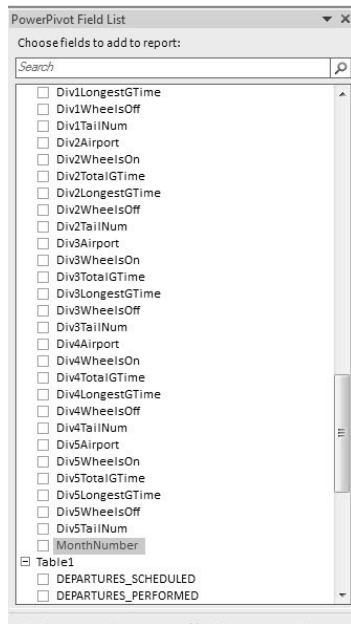 PowerPivot Field List
Choose fields to add to report:
Search
Div1LongestGTime
Div1WheelsOff
Div1TailNum
Div2Airport
Div2WheelsOn
Div2TotalGTime
Div2LongestGTime
Div2WheelsOff
Div2TailNum
Div3Airport
Div3WheelsOn
Div3TotalGTime
Div3LongestGTime
Div3WheelsOff
Div3TailNum
Div4Airport
Div4WheelsOn
Div4TotalGTime
Div4LongestGTime
Div4WheelsOff
Div4TailNum
Div5Airport
Div5WheelsOn
Div5TotalGTime
Div5LongestGTime
Div5WheelsOff
Div5TailNum
MonthNumber
Table1
DEPARTURES_SCHEDULED
DEPARTURES_PERFORMED